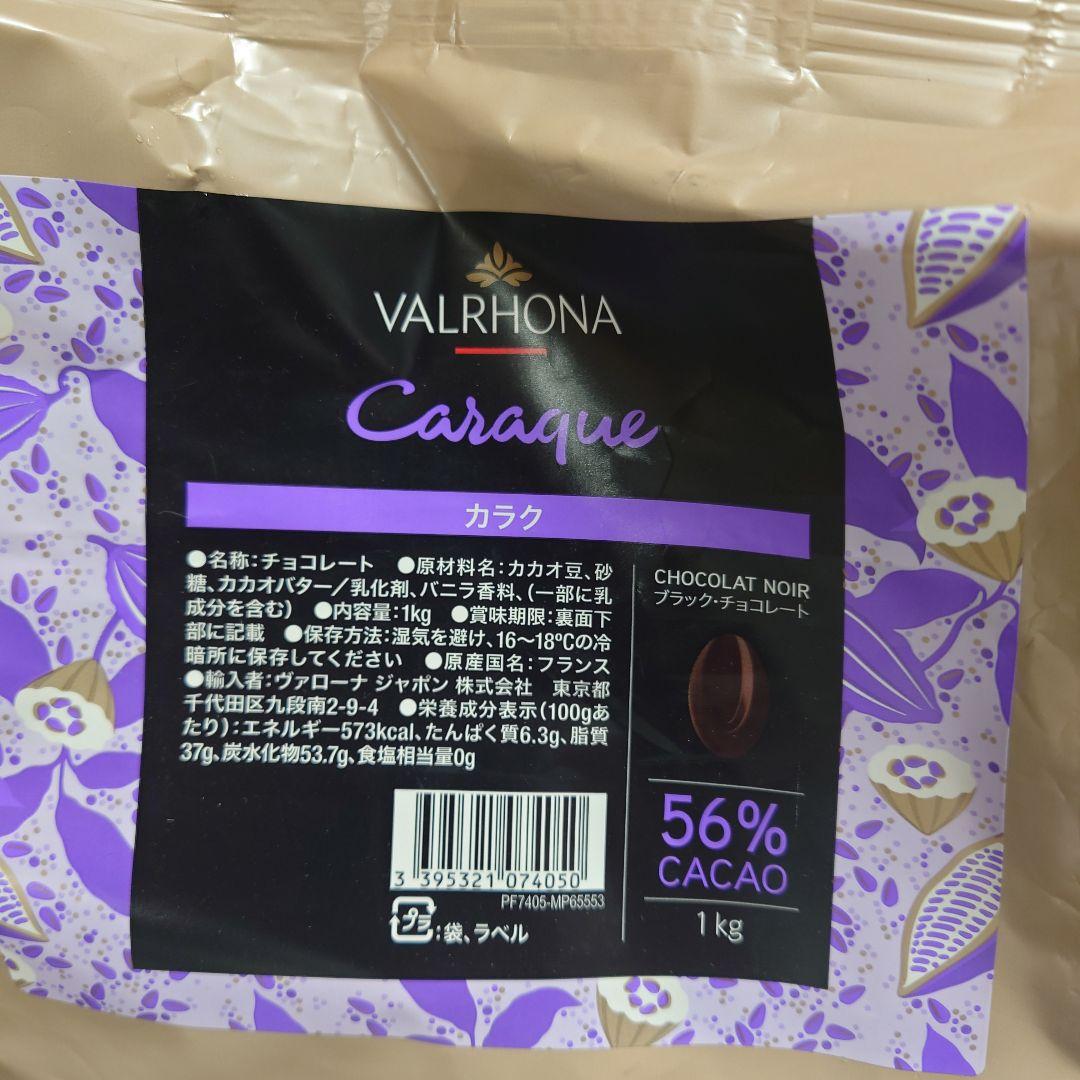 VALRHONA
Caraque
カラク
●名称：チョコレート ●原材料名：カカオ豆、砂
糖、カカオバター／乳化剤、バニラ香料、（一部に乳
成分を含む） ●内容量：1kg ●賞味期限：裏面下
部に記載 ●保存方法：湿気を避け、16～18℃の冷
暗所に保存してください ●原産国名：フランス
●輸入者：ヴァローナ ジャポン 株式会社 東京都
千代田区九段南2-9-4 ●栄養成分表示（100gあ
たり）：エネルギー573kcal、たんぱく質6.3g、脂質
37g、炭水化物53.7g、食塩相当量0g
CHOCOLAT NOIR
ブラック・チョコレート
56%
CACAO
1 kg
3 395321 074050
PF7405-MP65553
プラ：袋、ラベル